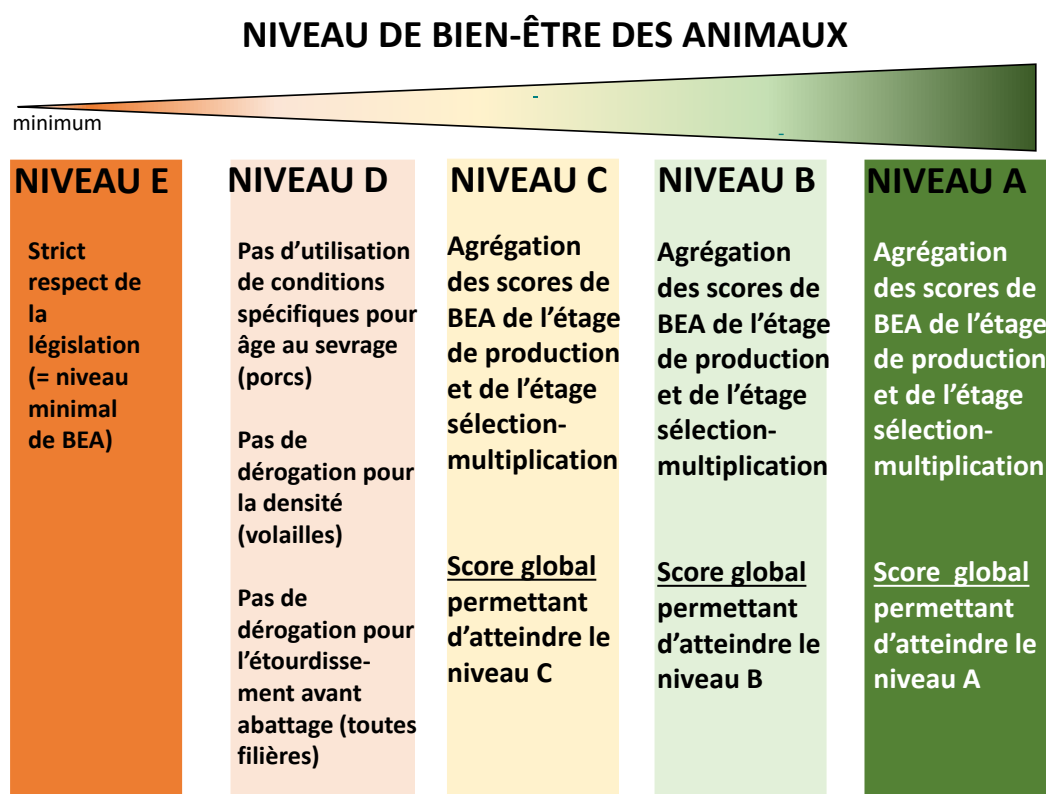 NIVEAU DE BIEN-ÊTRE DES ANIMAUX
minimum
NIVEAU E
Strict
respect de
la
législation
(= niveau
minimal
de BEA)
NIVEAU D
Pas d’utilisation
de conditions
spécifiques pour
âge au sevrage
(porcs)
Pas de
dérogation pour
la densité
(volailles)
Pas de
dérogation pour
l’étourdisse-
ment avant
abattage (toutes
filières)
NIVEAU C
Agrégation
des scores de
BEA de l’étage
de production
et de l’étage
sélection-
multiplication
Score global
permettant
d’atteindre le
niveau C
NIVEAU B
Agrégation
des scores de
BEA de l’étage
de production
et de l’étage
sélection-
multiplication
Score global
permettant
d’atteindre le
niveau B
NIVEAU A
Agrégation
des scores de
BEA de l’étage
de production
et de l’étage
sélection-
multiplication
Score global
permettant
d’atteindre le
niveau A